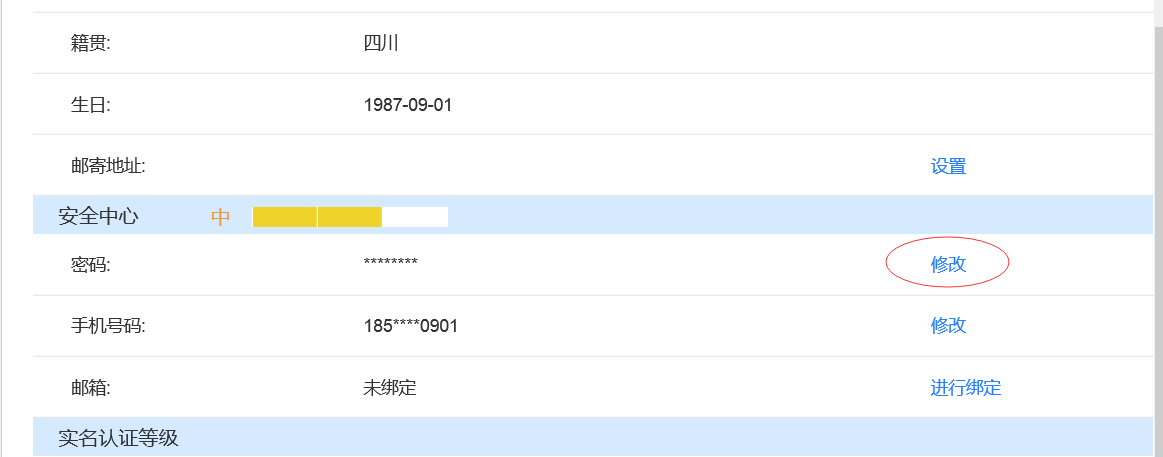 籍贯: 四川
生日: 1987-09-01
邮寄地址: 设置
安全中心 中
密码: ******** 修改
手机号码: 185****0901 修改
邮箱: 未绑定 进行绑定
实名认证等级